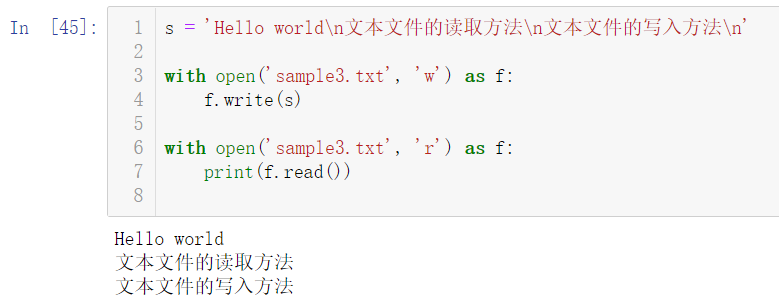 In [45]:
1 s = 'Hello world\n文本文件的读取方法\n文本文件的写入方法\n'
2
3 with open('sample3.txt', 'w') as f:
4     f.write(s)
5
6 with open('sample3.txt', 'r') as f:
7     print(f.read())
8
Hello world
文本文件的读取方法
文本文件的写入方法